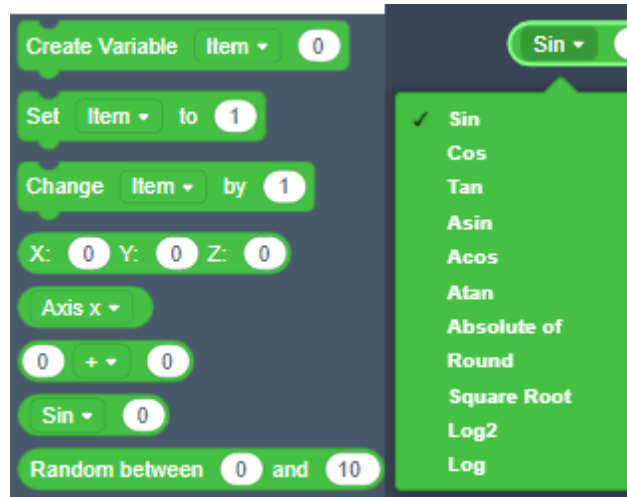 Create Variable Item 0
Set Item to 1
Change Item by 1
X: 0 Y: 0 Z: 0
Axis x
0 + 0
Sin 0
Random between 0 and 10
Sin
Sin
Cos
Tan
Asin
Acos
Atan
Absolute of
Round
Square Root
Log2
Log